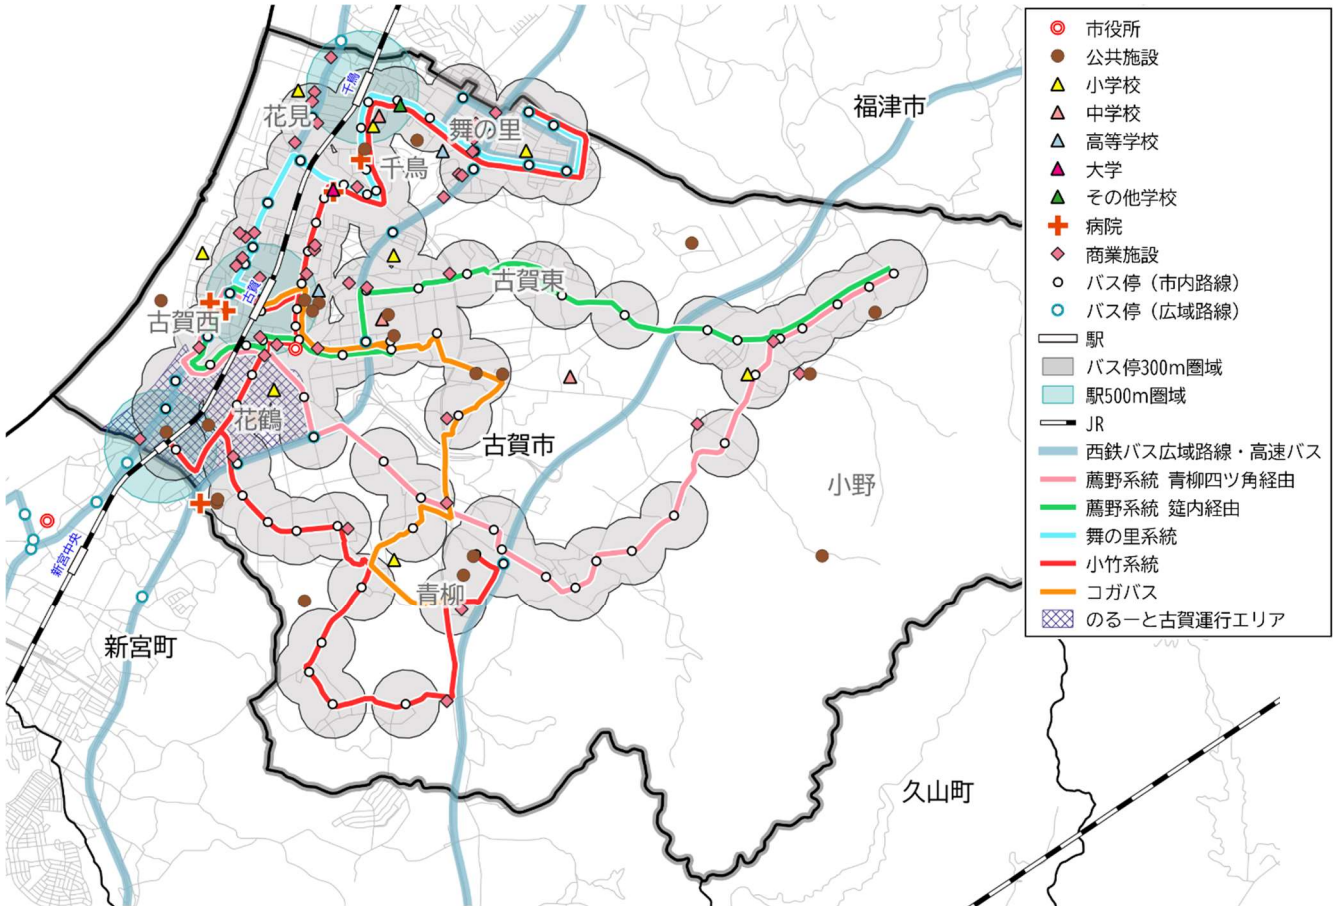 千鳥
花見
舞の里
千鳥
福津市
古賀東
古賀
古賀西
花鶴
古賀市
小野
新宮中央
青柳
新宮町
久山町
市役所
公共施設
小学校
中学校
高等学校
大学
その他学校
病院
商業施設
バス停（市内路線）
バス停（広域路線）
駅
バス停300m圏域
駅500m圏域
JR
西鉄バス広域路線・高速バス
薦野系統 青柳四ツ角経由
薦野系統 筵内経由
舞の里系統
小竹系統
コガバス
のるーと古賀運行エリア